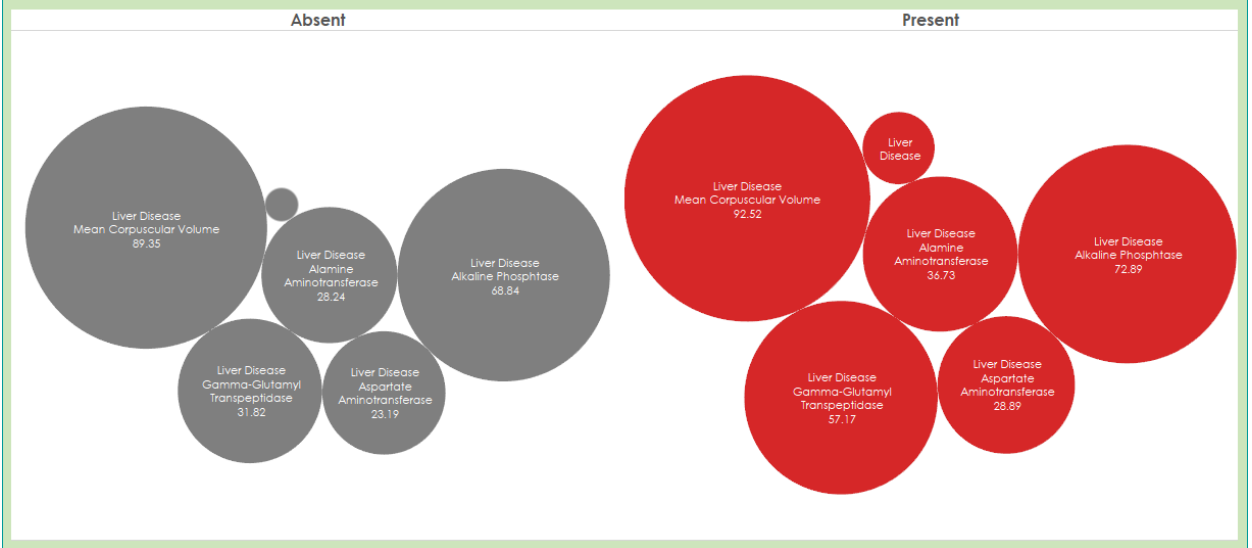 Absent
Present
Liver Disease
Mean Corpuscular Volume
89.35
Liver Disease
Alamine
Aminotransferase
28.24
Liver Disease
Alkaline Phosphtase
68.84
Liver Disease
Gamma-Glutamyl
Transpeptidase
31.82
Liver Disease
Aspartate
Aminotransferase
23.19
Liver Disease
Mean Corpuscular Volume
92.52
Liver
Disease
Liver Disease
Alamine
Aminotransferase
36.73
Liver Disease
Alkaline Phosphtase
72.89
Liver Disease
Gamma-Glutamyl
Transpeptidase
57.17
Liver Disease
Aspartate
Aminotransferase
28.89